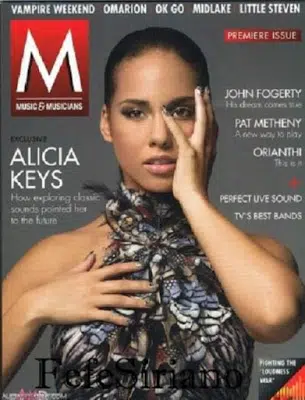 VAMPIRE WEEKEND OMARION OK GO MIDLAKE LITTLE STEVEN
PREMIERE ISSUE
M
MUSIC & MUSICIANS
JOHN FOGERTY
His dream comes true
PAT METHENY
A new way to play
ORIANTHI
This is it
EXCLUSIVE
ALICIA
KEYS
How exploring classic
sounds pointed her
to the future
PERFECT LIVE SOUND
TV'S BEST BANDS
FIGHTING THE
"LOUDNESS
WAR"
FefeSiriano